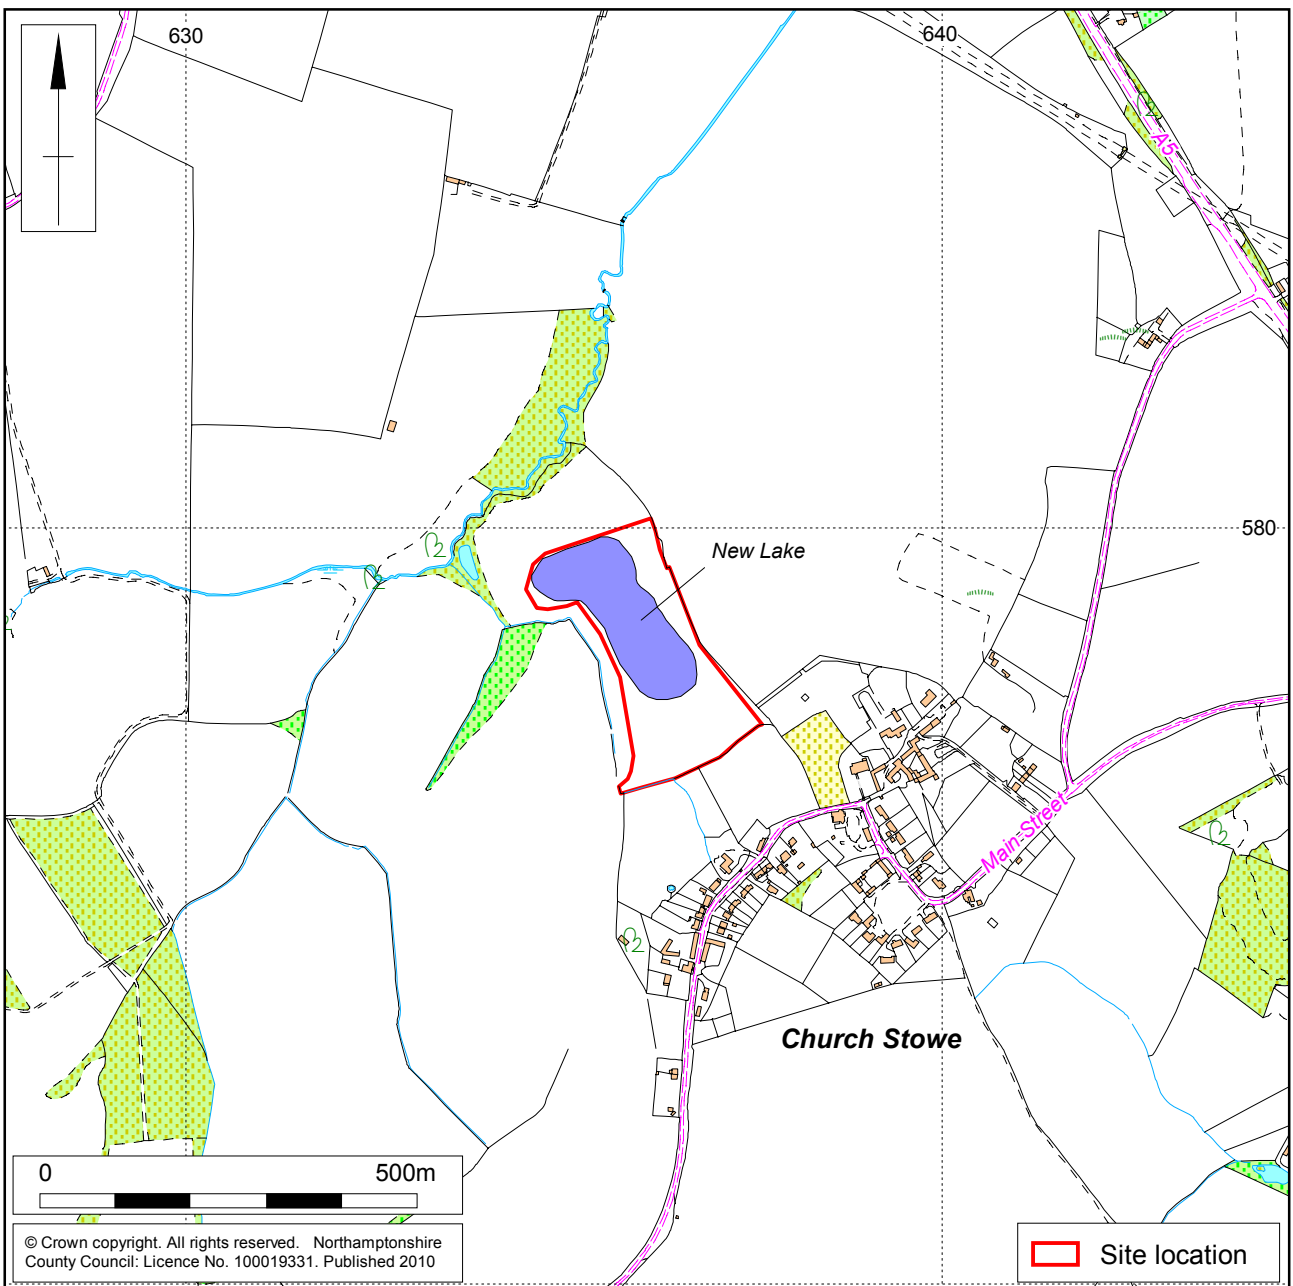 630
640
A5
580
New Lake
Main Street
Church Stowe
0 500m
© Crown copyright. All rights reserved. Northamptonshire
County Council: Licence No. 100019331. Published 2010
Site location